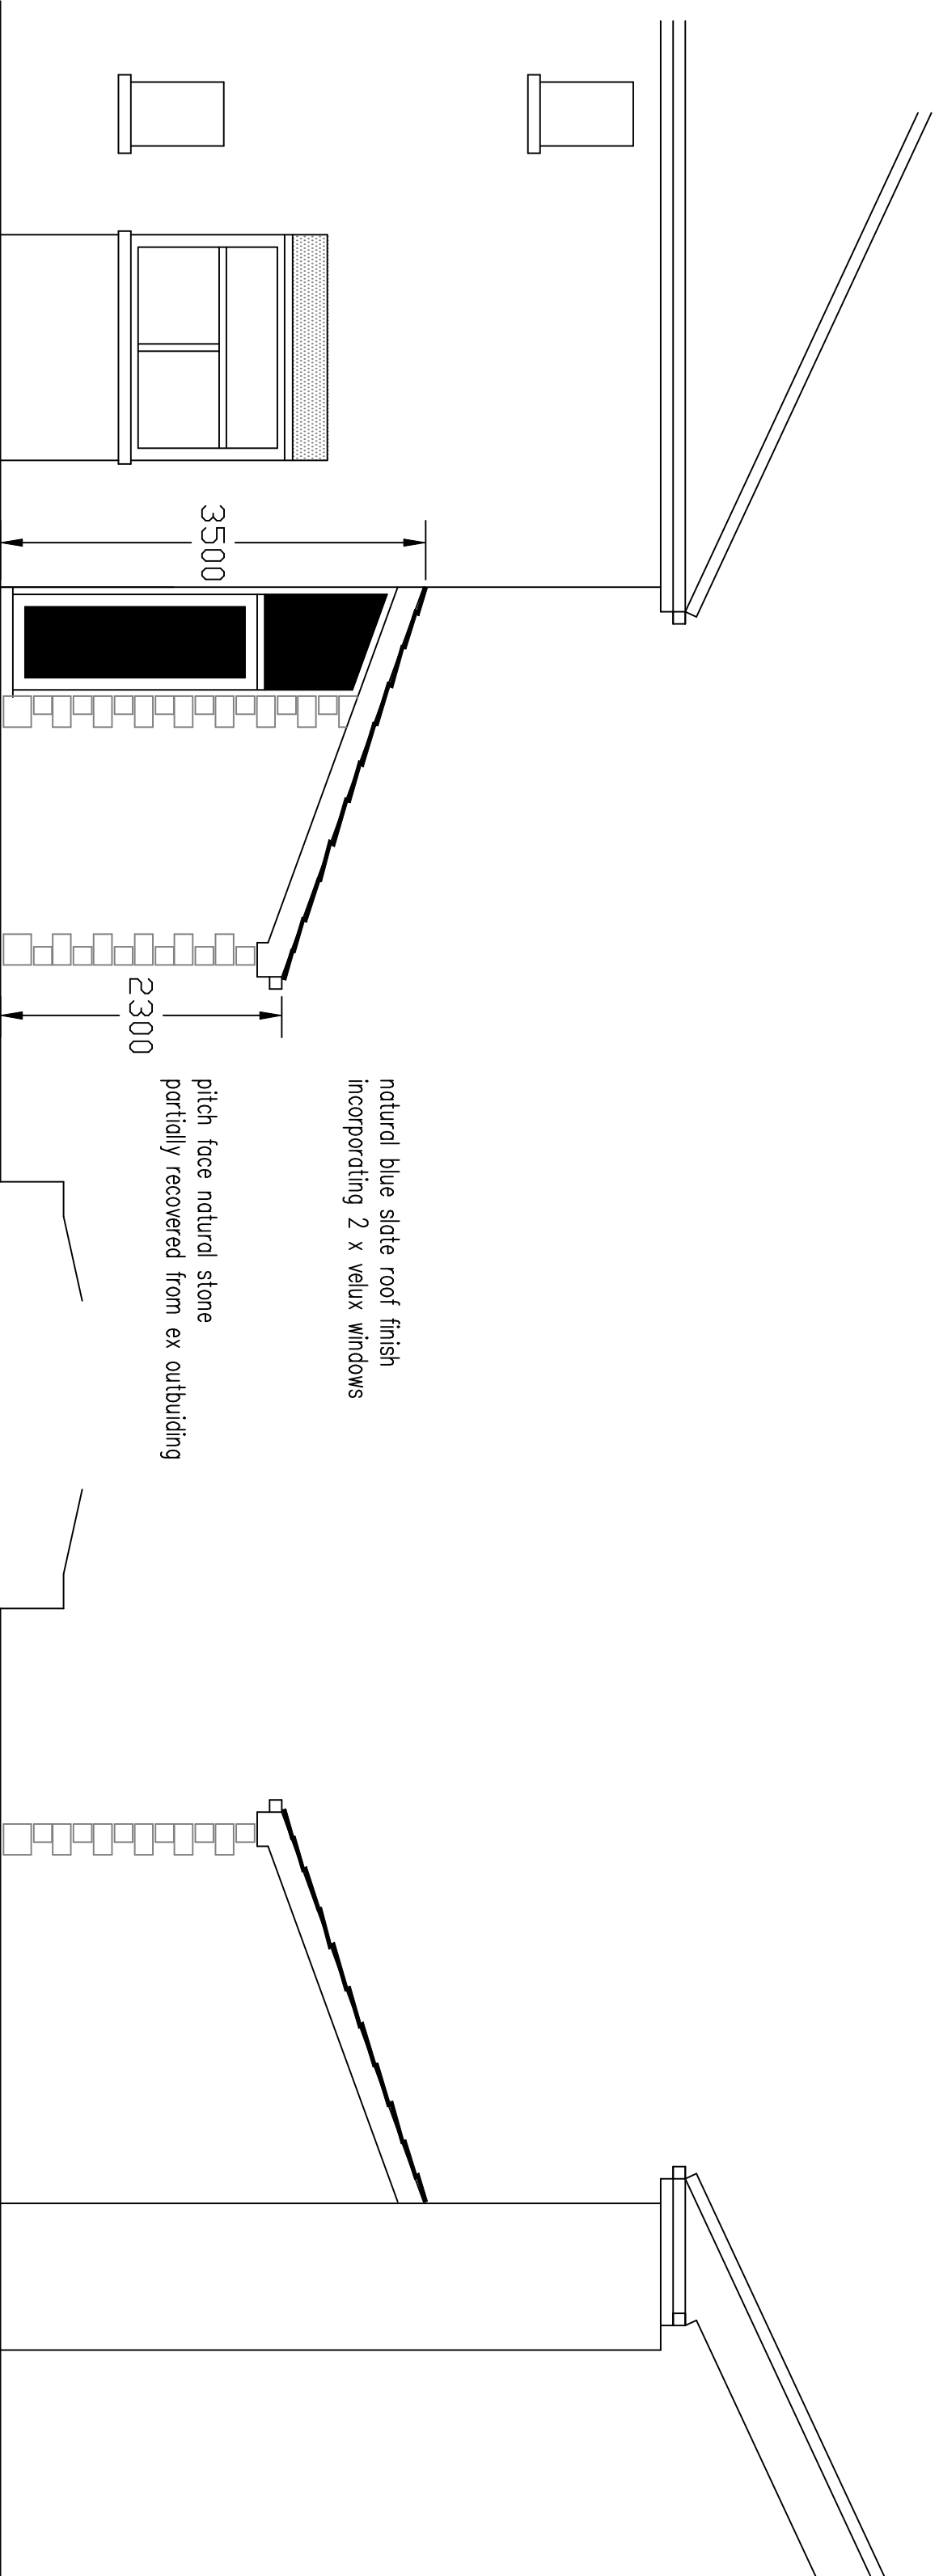 3500
2300
natural blue slate roof finish
incorporating 2 x velux windows
pitch face natural stone
partially recovered from ex outbuiding